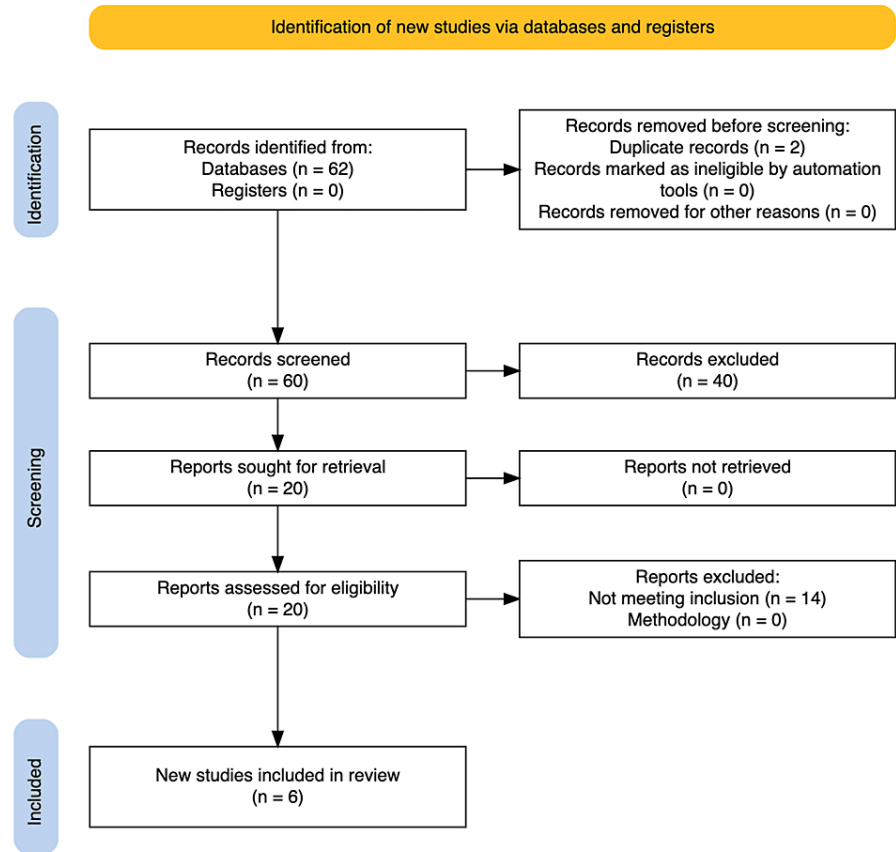 Identification of new studies via databases and registers
Identification
Records identified from:
Databases (n = 62)
Registers (n = 0)
Records removed before screening:
Duplicate records (n = 2)
Records marked as ineligible by automation
tools (n = 0)
Records removed for other reasons (n = 0)
Screening
Records screened
(n = 60)
Records excluded
(n = 40)
Reports sought for retrieval
(n = 20)
Reports not retrieved
(n = 0)
Reports assessed for eligibility
(n = 20)
Reports excluded:
Not meeting inclusion (n = 14)
Methodology (n = 0)
Included
New studies included in review
(n = 6)